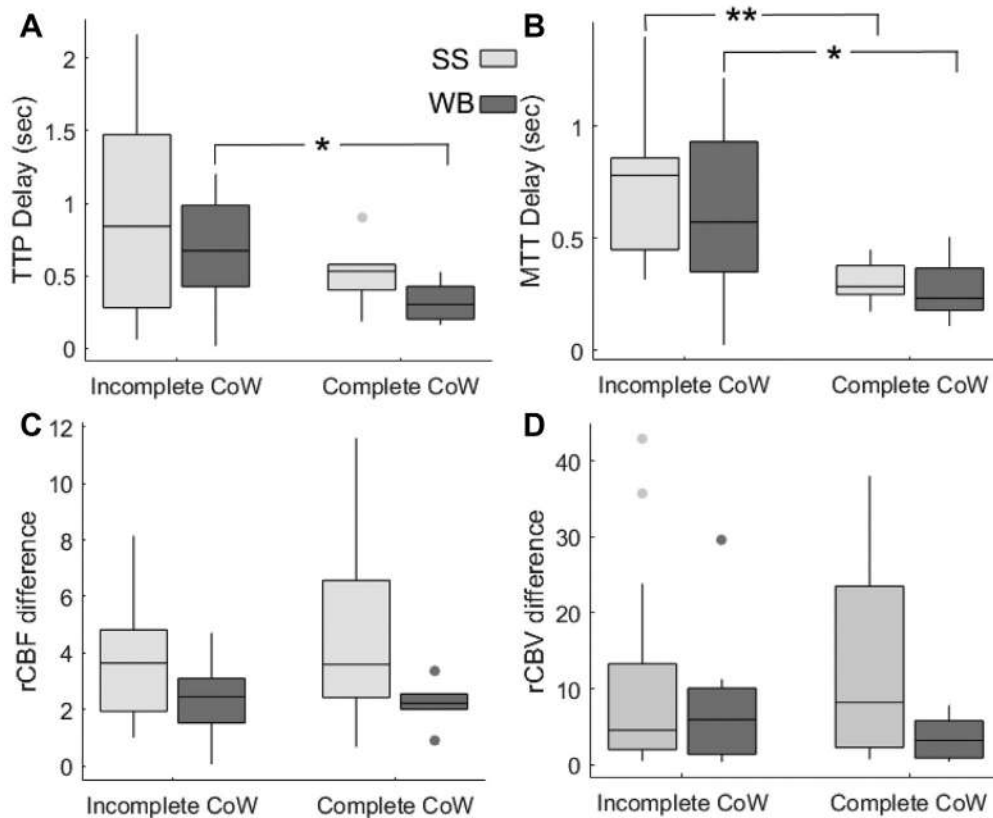 A
TTP Delay (sec)
2
1.5
1
0.5
0
SS
WB
*
Incomplete CoW
Complete CoW
B
MTT Delay (sec)
1
0.5
0
**
*
Incomplete CoW
Complete CoW
C
rCBF difference
12
10
8
6
4
2
0
Incomplete CoW
Complete CoW
D
rCBV difference
40
30
20
10
0
Incomplete CoW
Complete CoW